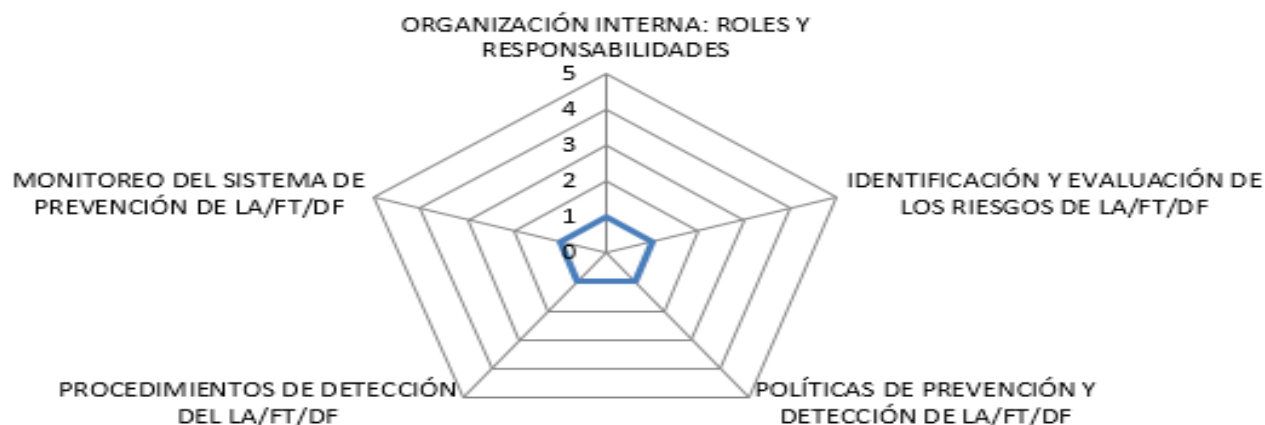 ORGANIZACIÓN INTERNA: ROLES Y
RESPONSABILIDADES
5
4
3
2
1
0
IDENTIFICACIÓN Y EVALUACIÓN DE
LOS RIESGOS DE LA/FT/DF
POLÍTICAS DE PREVENCIÓN Y
DETECCIÓN DE LA/FT/DF
PROCEDIMIENTOS DE DETECCIÓN
DEL LA/FT/DF
MONITOREO DEL SISTEMA DE
PREVENCIÓN DE LA/FT/DF